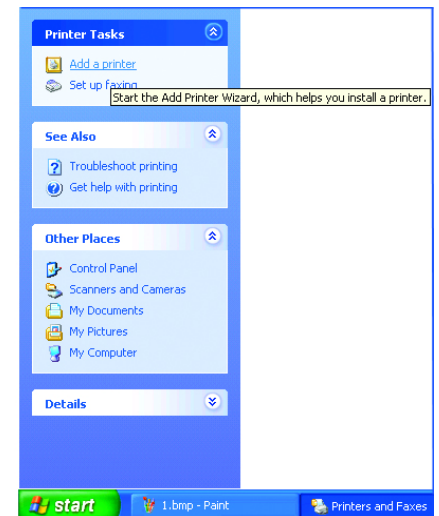 Printer Tasks
Add a printer
Set up faxing
Start the Add Printer Wizard, which helps you install a printer.
See Also
Troubleshoot printing
Get help with printing
Other Places
Control Panel
Scanners and Cameras
My Documents
My Pictures
My Computer
Details
start
1.bmp - Paint
Printers and Faxes